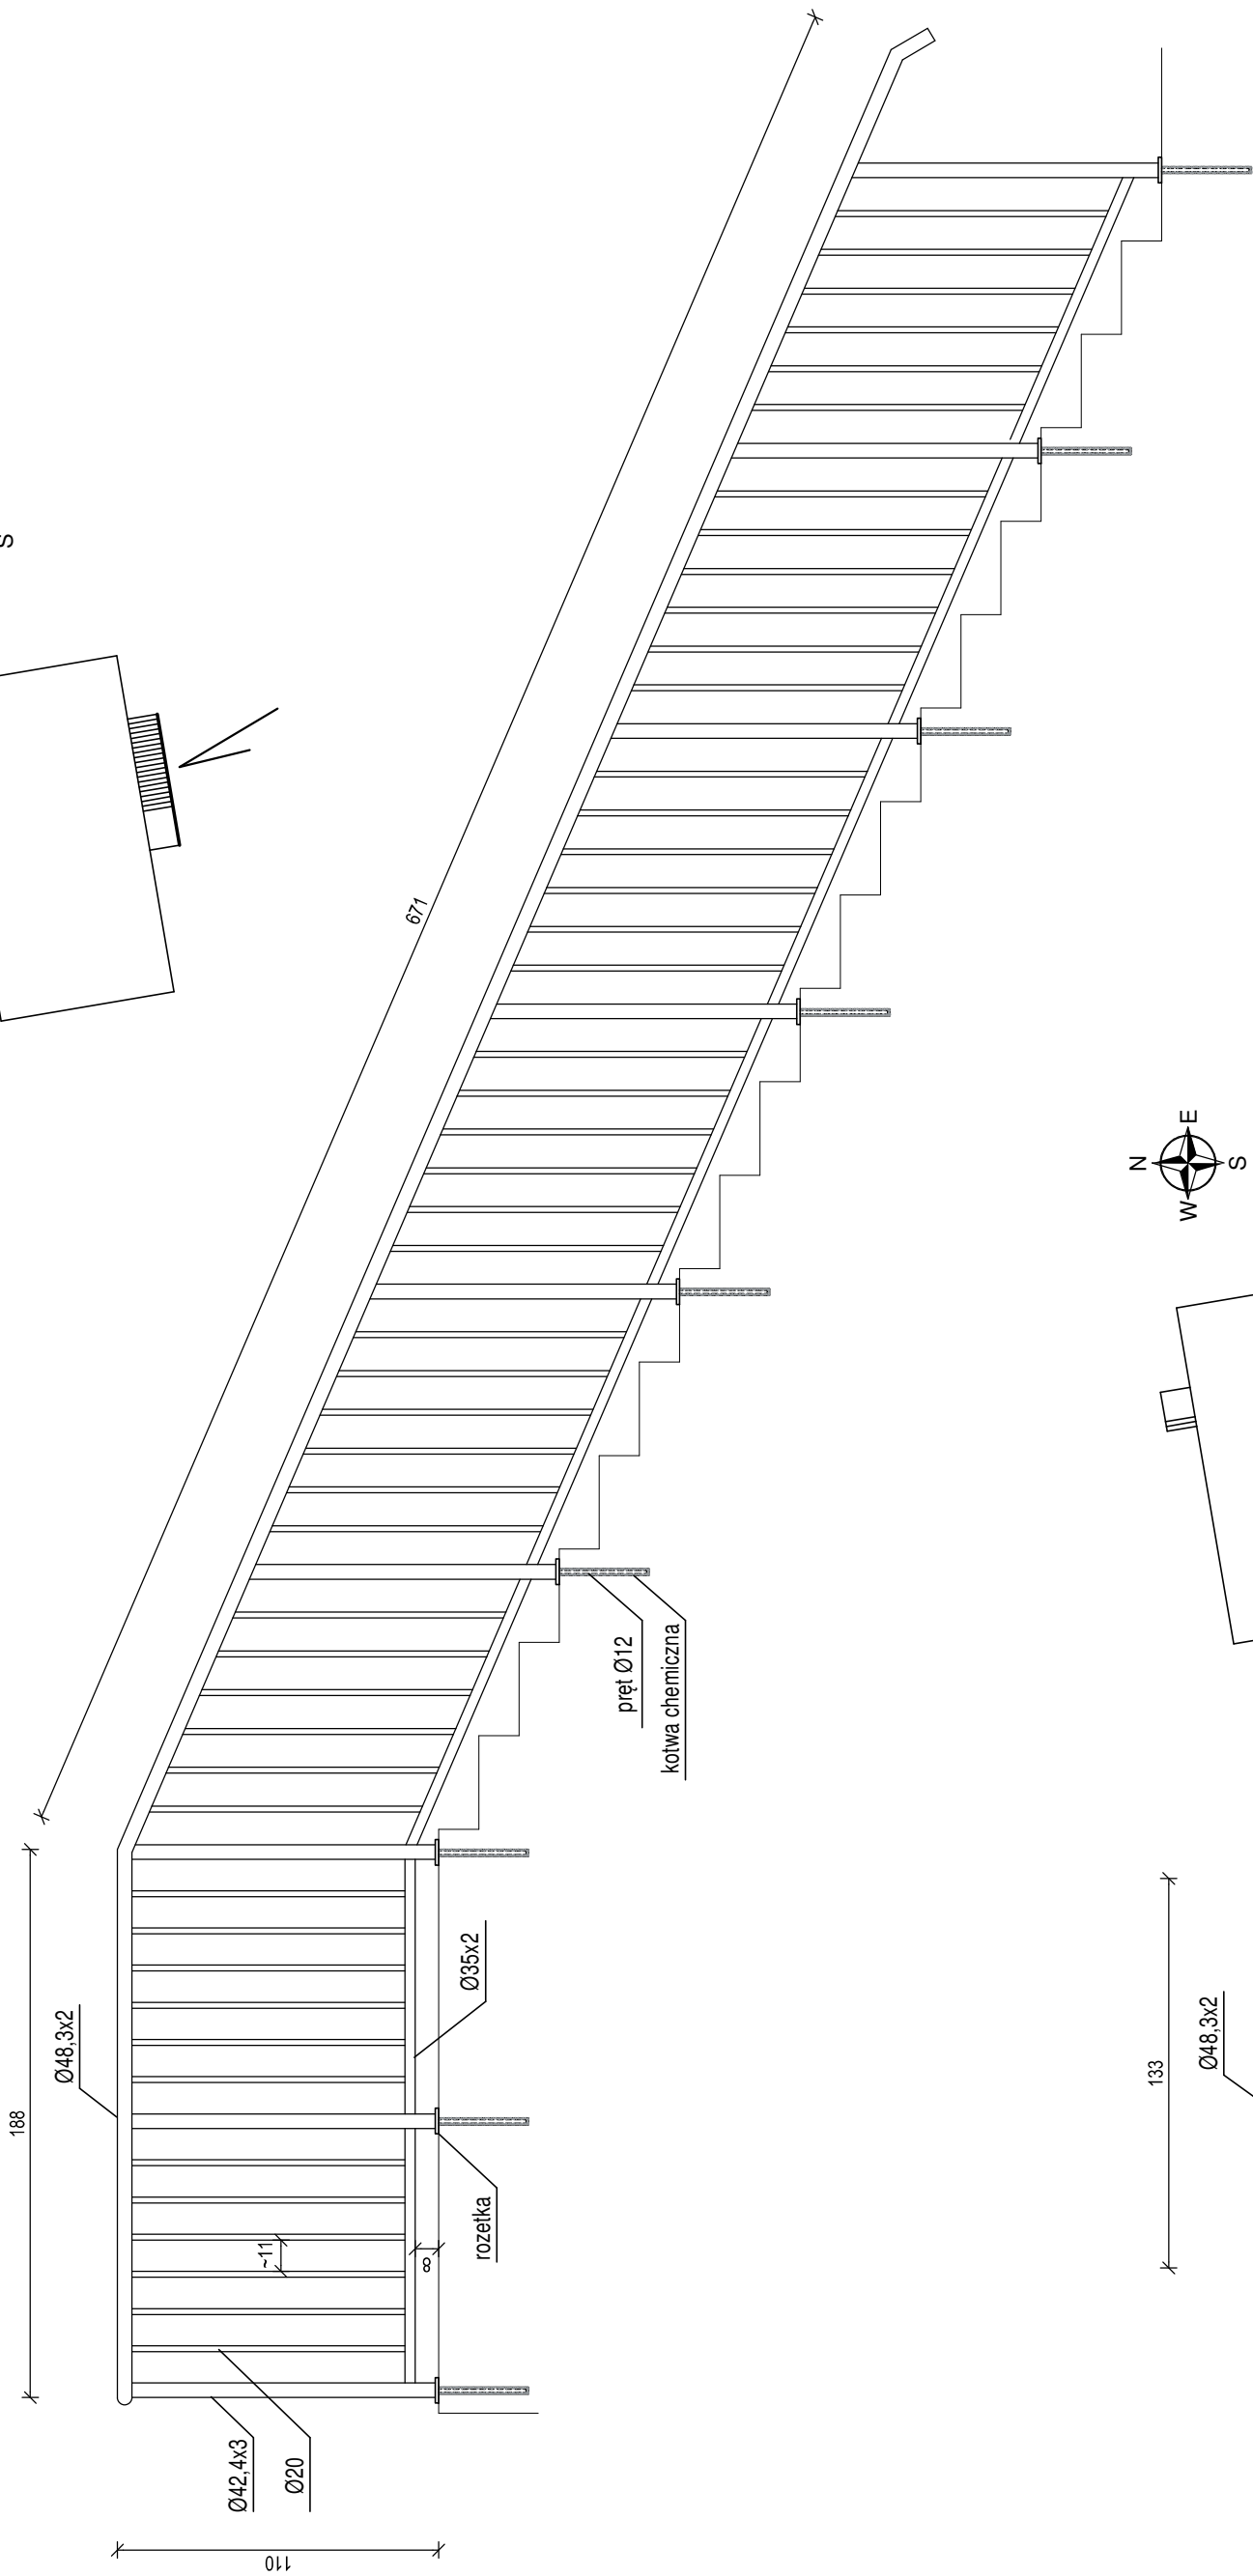 S
671
188
Ø48,3x2
Ø35x2
pręt Ø12
kotwa chemiczna
rozetka
~11
8
Ø42,4x3
Ø20
110
N
W
E
S
133
Ø48,3x2